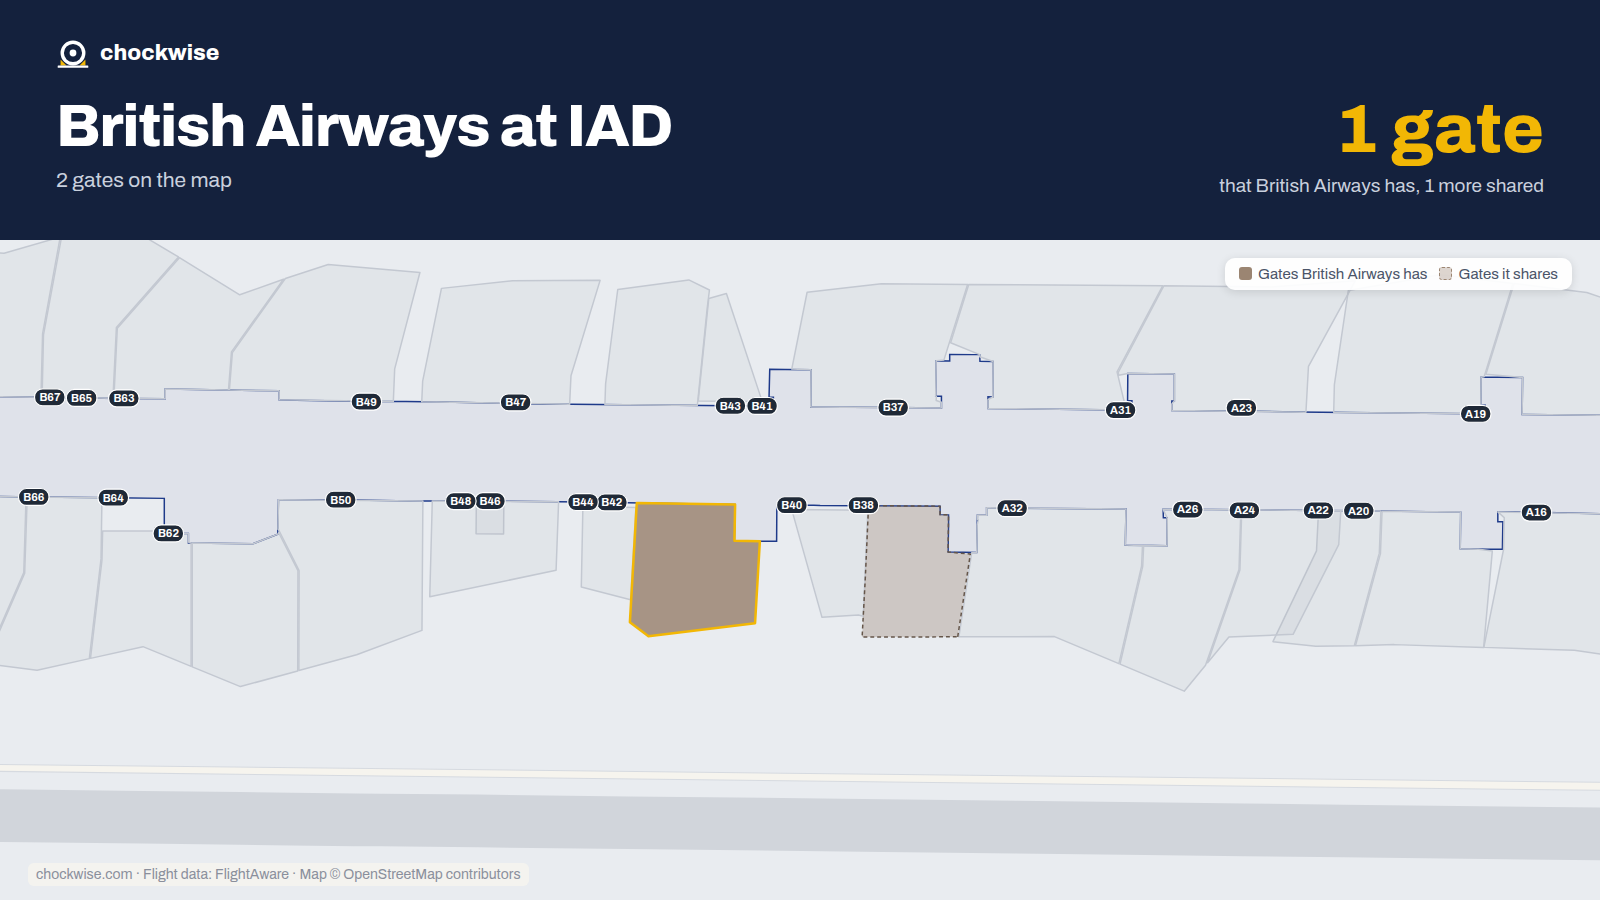 chockwise
British Airways at IAD
2 gates on the map
1 gate
that British Airways has, 1 more shared
Gates British Airways has
Gates it shares
B67 B65 B63 B49 B47 B43 B41 B37 A31 A23 A19
B66 B64 B62 B50 B48 B46 B44 B42 B40 B38 A32 A26 A24 A22 A20 A16
chockwise.com · Flight data: FlightAware · Map © OpenStreetMap contributors